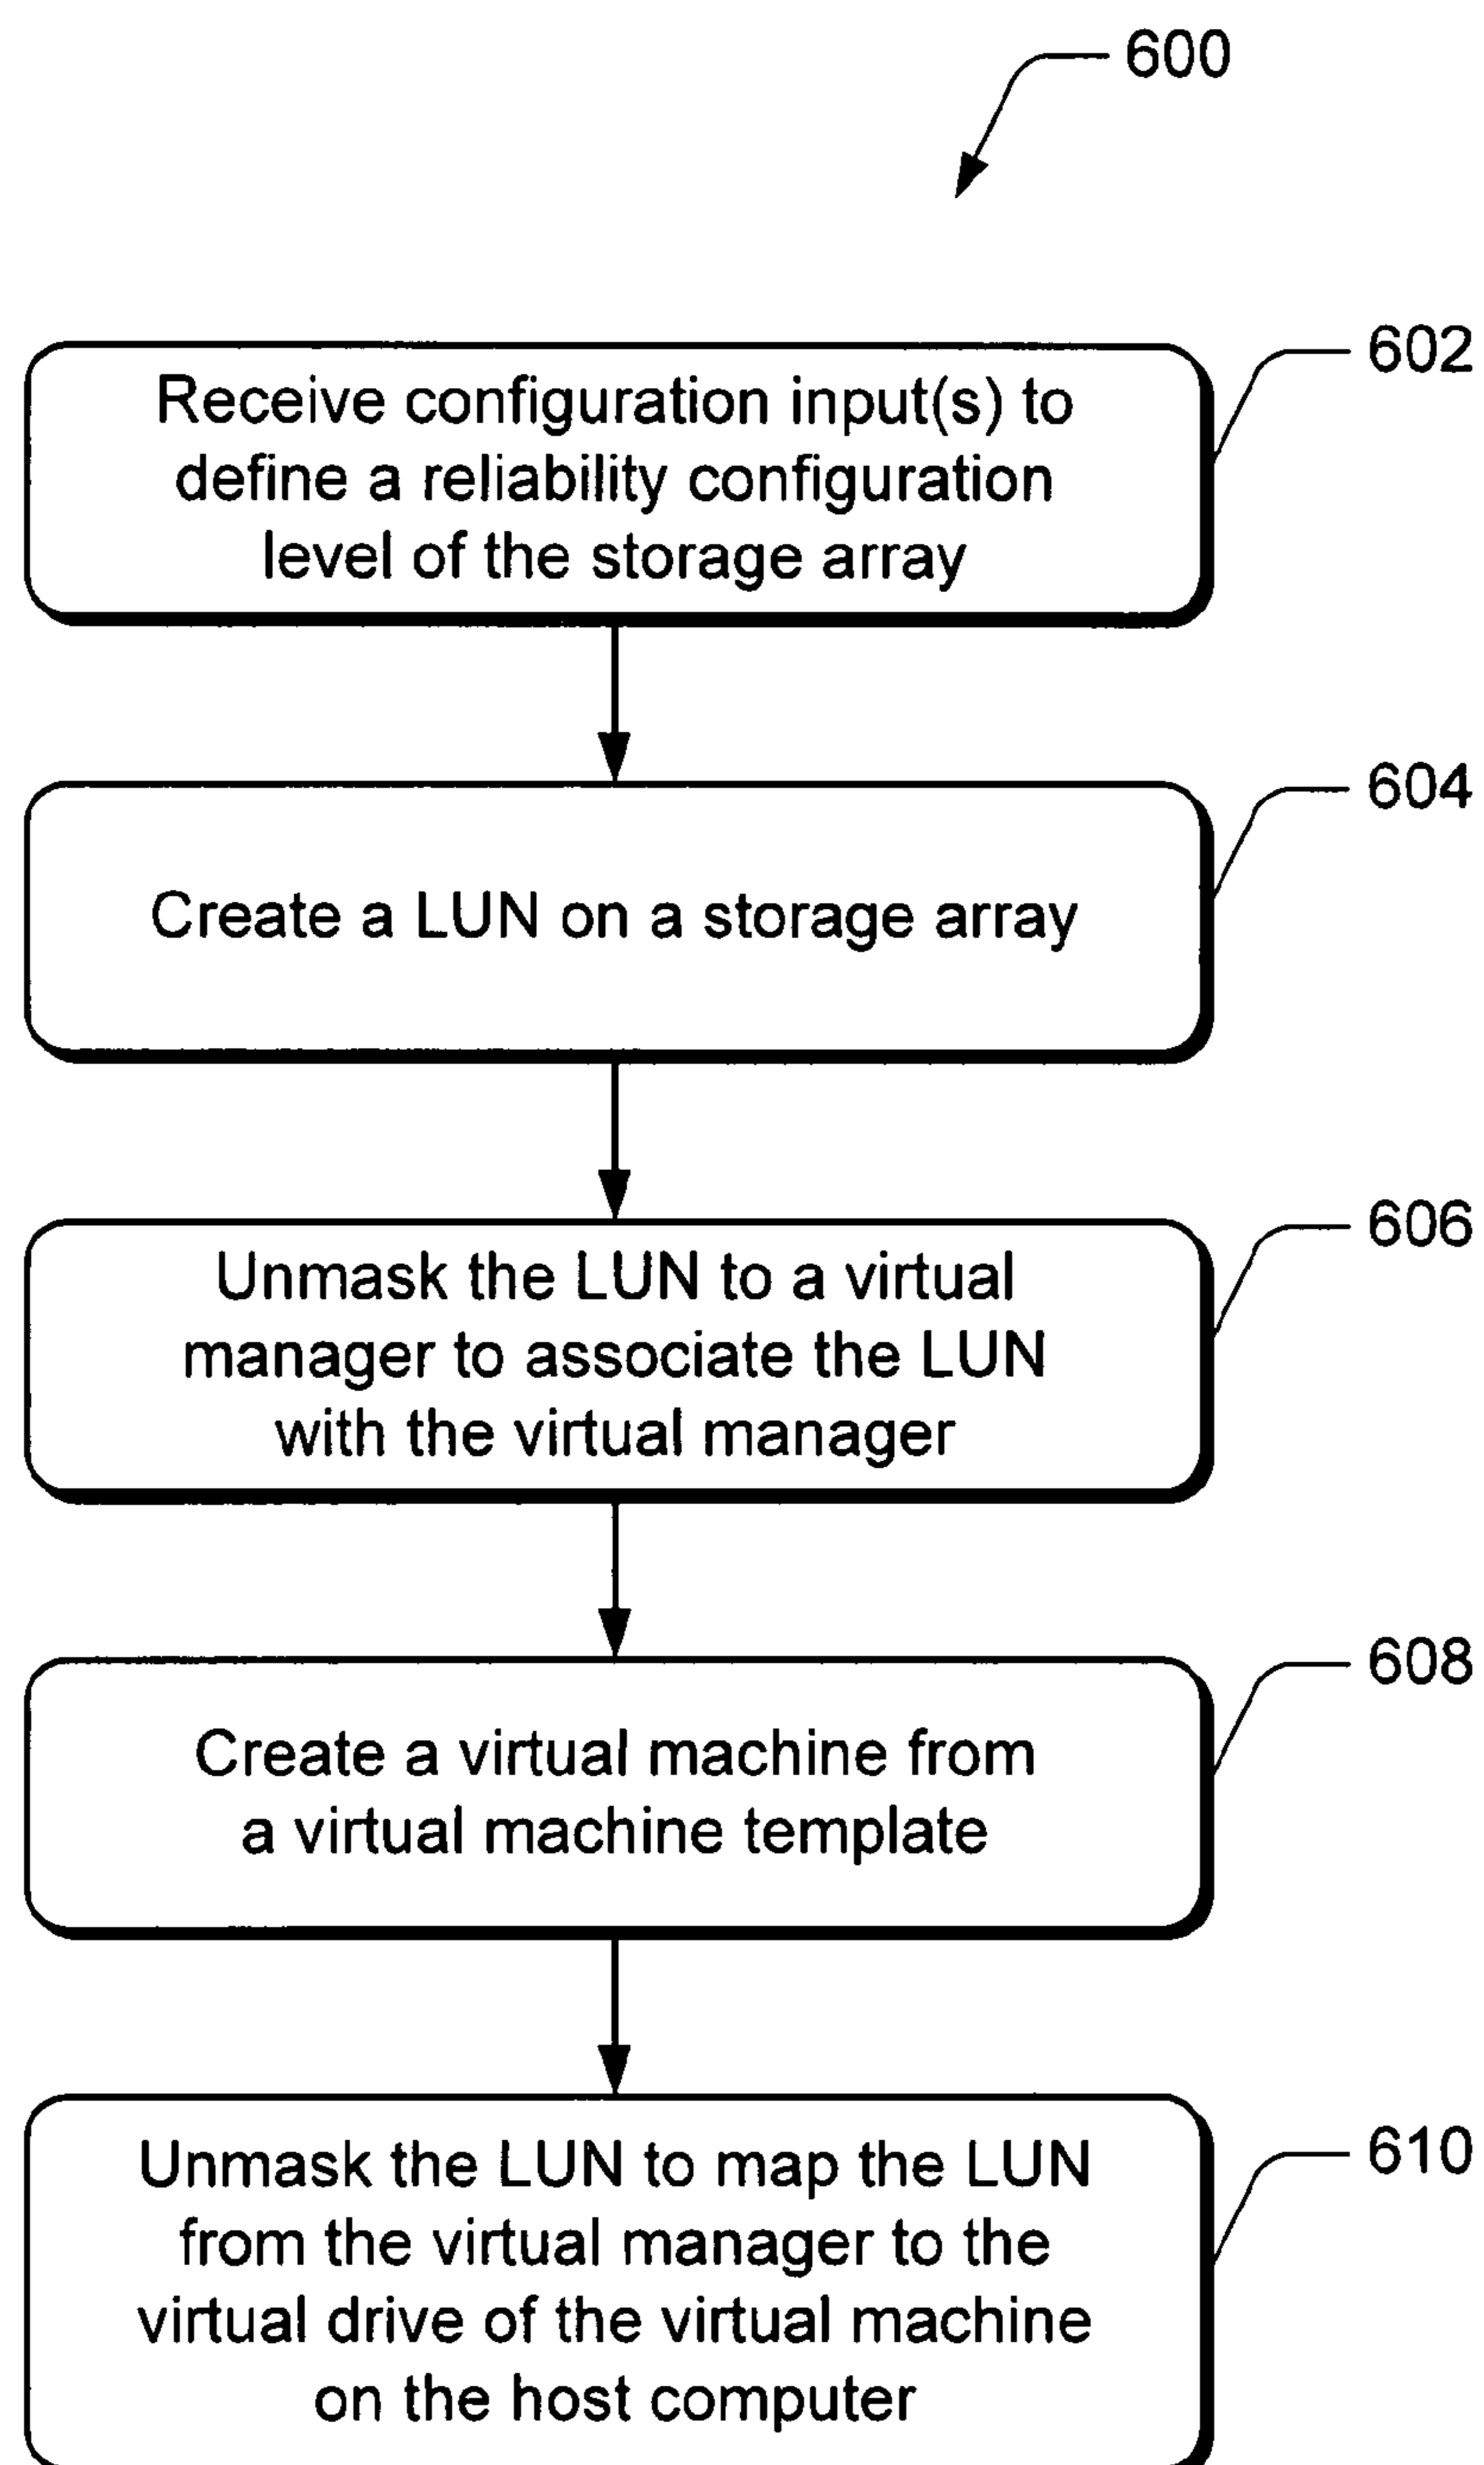 600
602
Receive configuration input(s) to
define a reliability configuration
level of the storage array
604
Create a LUN on a storage array
606
Unmask the LUN to a virtual
manager to associate the LUN
with the virtual manager
608
Create a virtual machine from
a virtual machine template
610
Unmask the LUN to map the LUN
from the virtual manager to the
virtual drive of the virtual machine
on the host computer